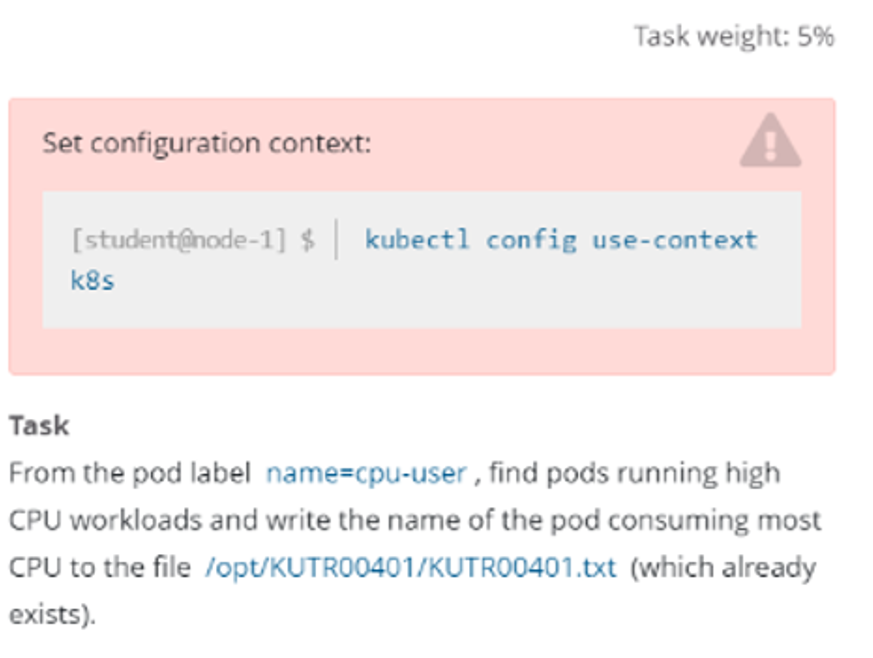 Task weight: 5%
Set configuration context:
[student@node-1] $ | kubectl config use-context
k8s
Task
From the pod label name=cpu-user , find pods running high
CPU workloads and write the name of the pod consuming most
CPU to the file /opt/KUTR00401/KUTR00401.txt (which already
exists).